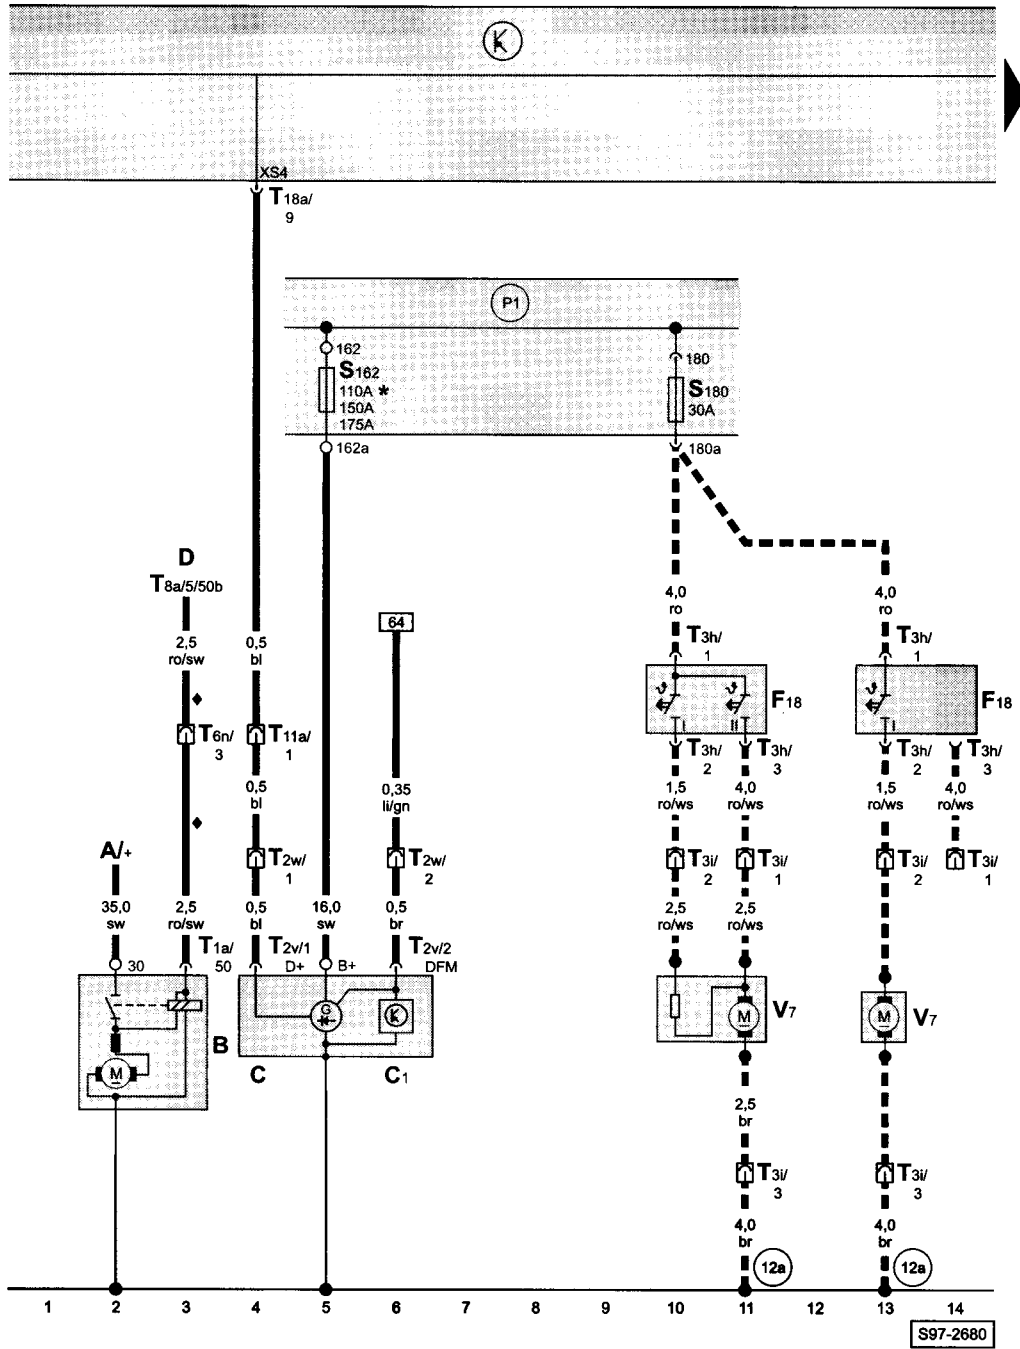 K
XS4
T18a/
9
P1
162
S162
110A *
150A
175A
162a
180
S180
30A
180a
D
T8a/5/50b
64
2,5
ro/sw
0,5
bl
4,0
ro
4,0
ro
T3h/
1
T3h/
1
F18
F18
I
II
I
T6n/
3
T11a/
1
T3h/
2
T3h/
3
T3h/
2
T3h/
3
0,5
bl
0,35
li/gn
1,5
ro/ws
4,0
ro/ws
1,5
ro/ws
4,0
ro/ws
A/+
T2w/
1
T2w/
2
T3i/
2
T3i/
1
T3i/
2
T3i/
1
35,0
sw
2,5
ro/sw
0,5
bl
16,0
sw
0,5
br
2,5
ro/ws
2,5
ro/ws
30
T1a/
50
T2v/1
D+
B+
T2v/2
DFM
G
K
M
B
C
C1
M
V7
M
V7
2,5
br
T3i/
3
T3i/
3
4,0
br
4,0
br
12a
12a
1 2 3 4 5 6 7 8 9 10 11 12 13 14
S97-2680